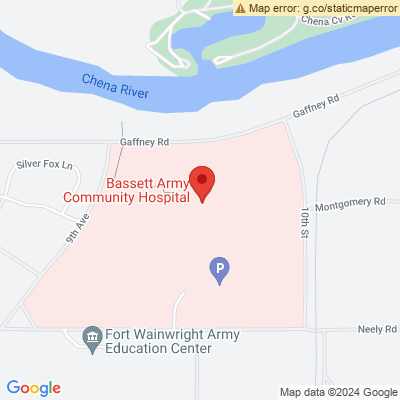 Map error: g.co/staticmaperror
Chena Cv Rd
Chena River
Gaffney Rd
Gaffney Rd
Silver Fox Ln
Bassett Army
Community Hospital
Montgomery Rd
9th Ave
10th St
P
Neely Rd
Fort Wainwright Army
Education Center
Google
Map data ©2024 Google